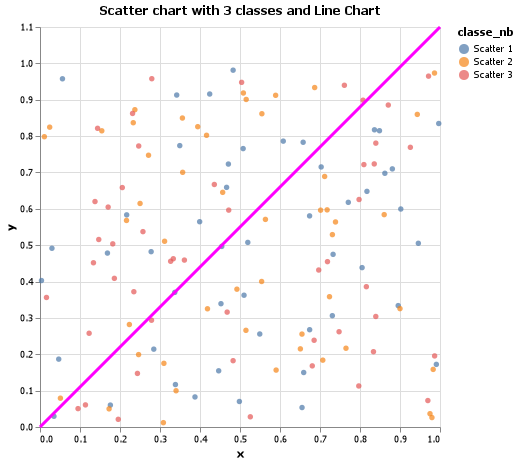 Scatter chart with 3 classes and Line Chart
1.1
1.0
0.9
0.8
0.7
0.6
0.5
0.4
0.3
0.2
0.1
0.0
y
0.0 0.1 0.2 0.3 0.4 0.5 0.6 0.7 0.8 0.9 1.0
x
classe_nb
Scatter 1
Scatter 2
Scatter 3